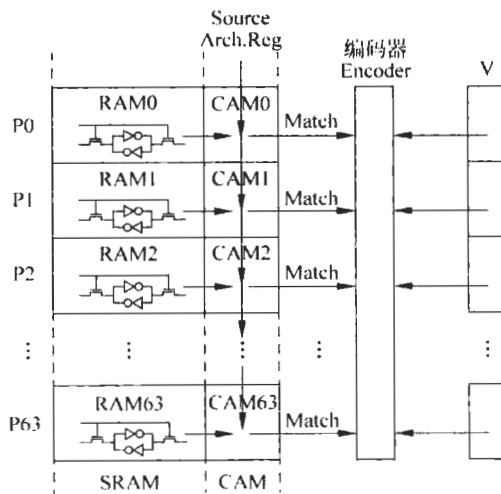 Source
Arch.Reg
编码器
Encoder
V
RAM0 CAM0
P0 Match
RAM1 CAM1
P1 Match
RAM2 CAM2
P2 Match
⋮ ⋮ ⋮ ⋮ ⋮
RAM63 CAM63
P63 Match
SRAM CAM